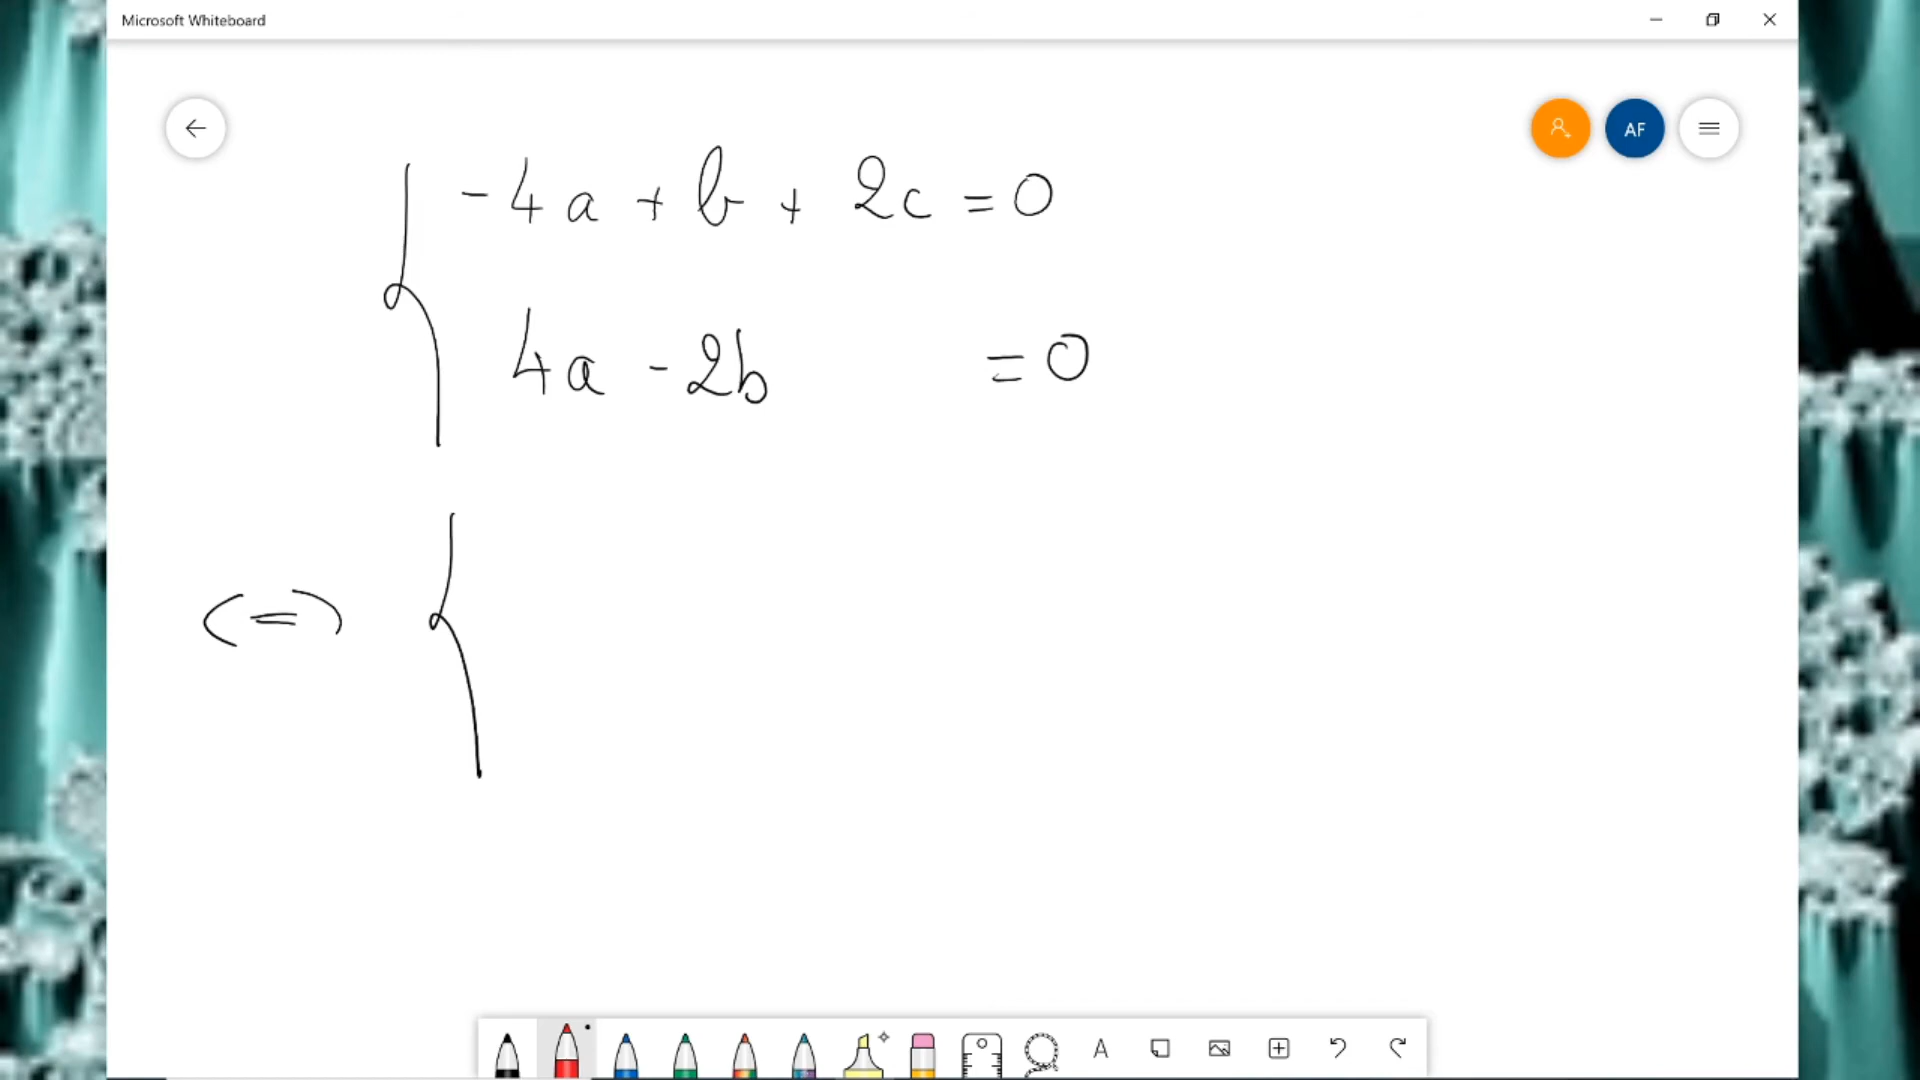 Microsoft Whiteboard
AF
-4a + b + 2c = 0
4a - 2b = 0
(=)
A